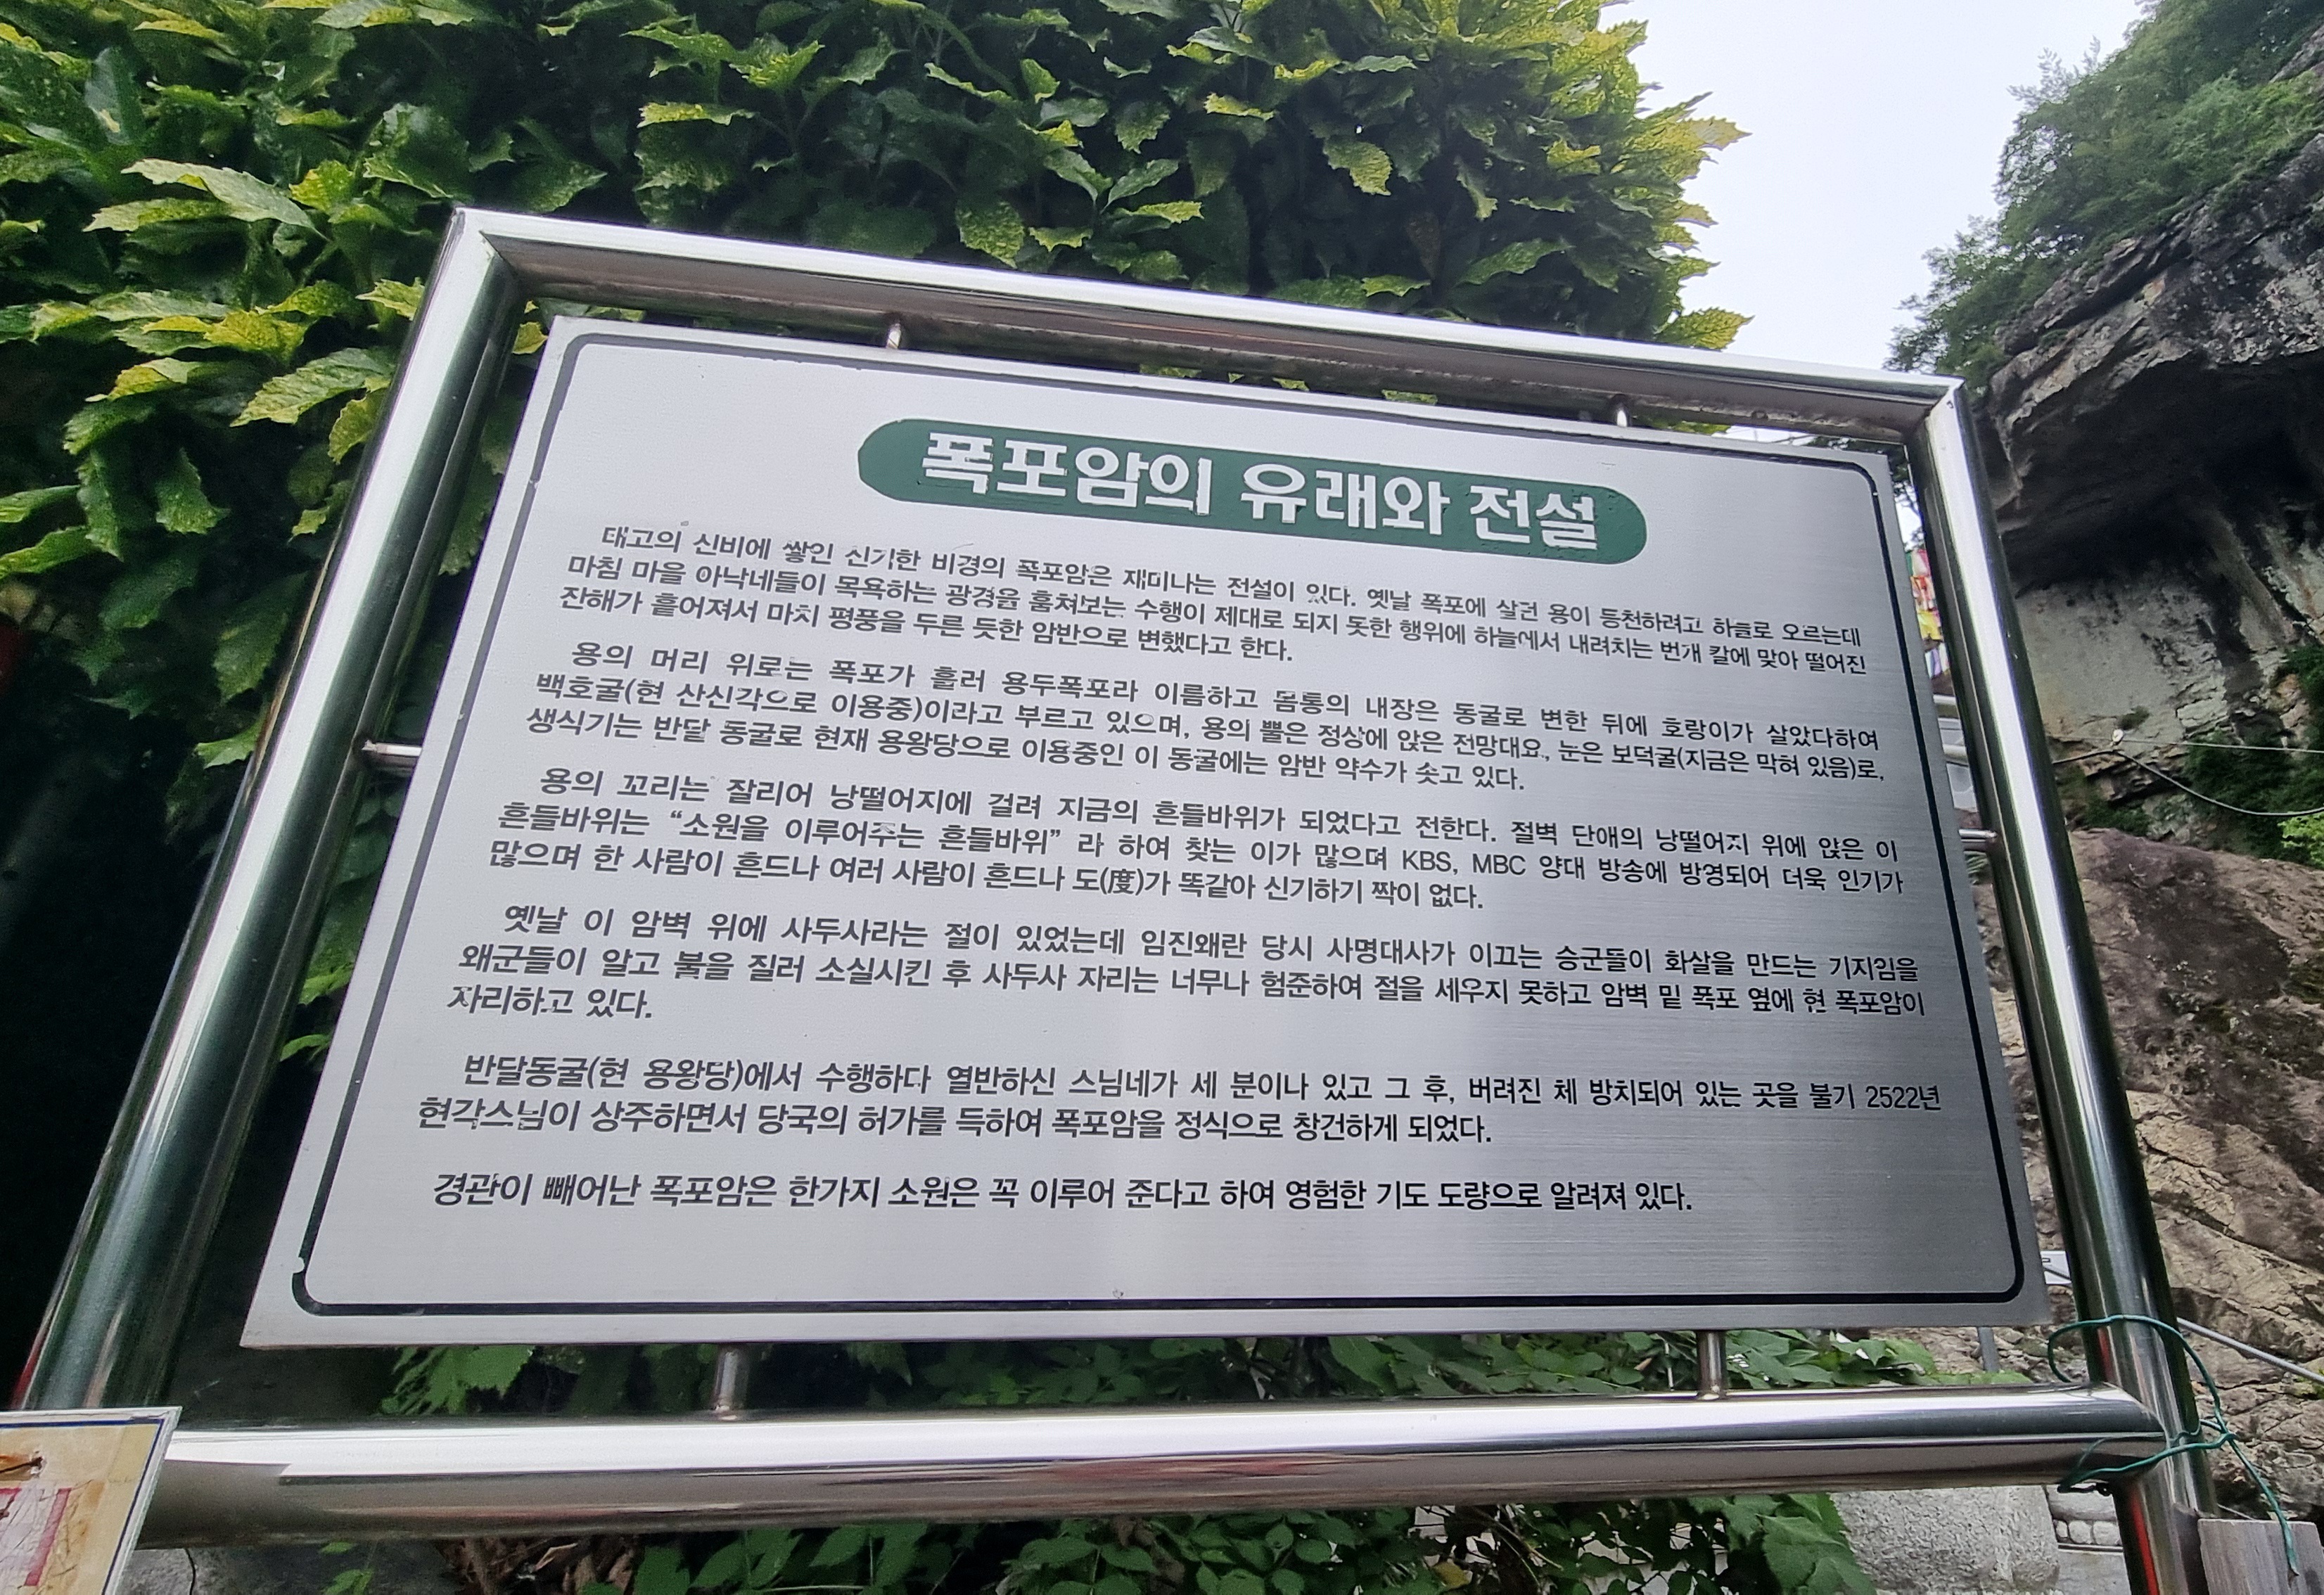 폭포암의 유래와 전설
태고의 신비에 쌓인 신기한 비경의 폭포암은 재미나는 전설이 있다. 옛날 폭포에 살던 용이 등천하려고 하늘로 오르는데
마침 마을 아낙네들이 목욕하는 광경을 훔쳐보는 수행이 제대로 되지 못한 행위에 하늘에서 내려치는 번개 칼에 맞아 떨어진
잔해가 흩어져서 마치 평풍을 두른 듯한 암반으로 변했다고 한다.
용의 머리 위로는 폭포가 흘러 용두폭포라 이름하고 몸통의 내장은 동굴로 변한 뒤에 호랑이가 살았다하여
백호굴(현 산신각으로 이용중)이라고 부르고 있으며, 용의 뿔은 정상에 앉은 전망대요, 눈은 보덕굴(지금은 막혀 있음)로,
생식기는 반달 동굴로 현재 용왕당으로 이용중인 이 동굴에는 암반 약수가 솟고 있다.
용의 꼬리는 잘리어 낭떨어지에 걸려 지금의 흔들바위가 되었다고 전한다. 절벽 단애의 낭떨어지 위에 앉은 이
흔들바위는 “소원을 이루어주는 흔들바위” 라 하여 찾는 이가 많으며 KBS, MBC 양대 방송에 방영되어 더욱 인기가
많으며 한 사람이 흔드나 여러 사람이 흔드나 도(度)가 똑같아 신기하기 짝이 없다.
옛날 이 암벽 위에 사두사라는 절이 있었는데 임진왜란 당시 사명대사가 이끄는 승군들이 화살을 만드는 기지임을
왜군들이 알고 불을 질러 소실시킨 후 사두사 자리는 너무나 험준하여 절을 세우지 못하고 암벽 밑 폭포 옆에 현 폭포암이
자리하고 있다.
반달동굴(현 용왕당)에서 수행하다 열반하신 스님네가 세 분이나 있고 그 후, 버려진 체 방치되어 있는 곳을 불기 2522년
현각스님이 상주하면서 당국의 허가를 득하여 폭포암을 정식으로 창건하게 되었다.
경관이 빼어난 폭포암은 한가지 소원은 꼭 이루어 준다고 하여 영험한 기도 도량으로 알려져 있다.